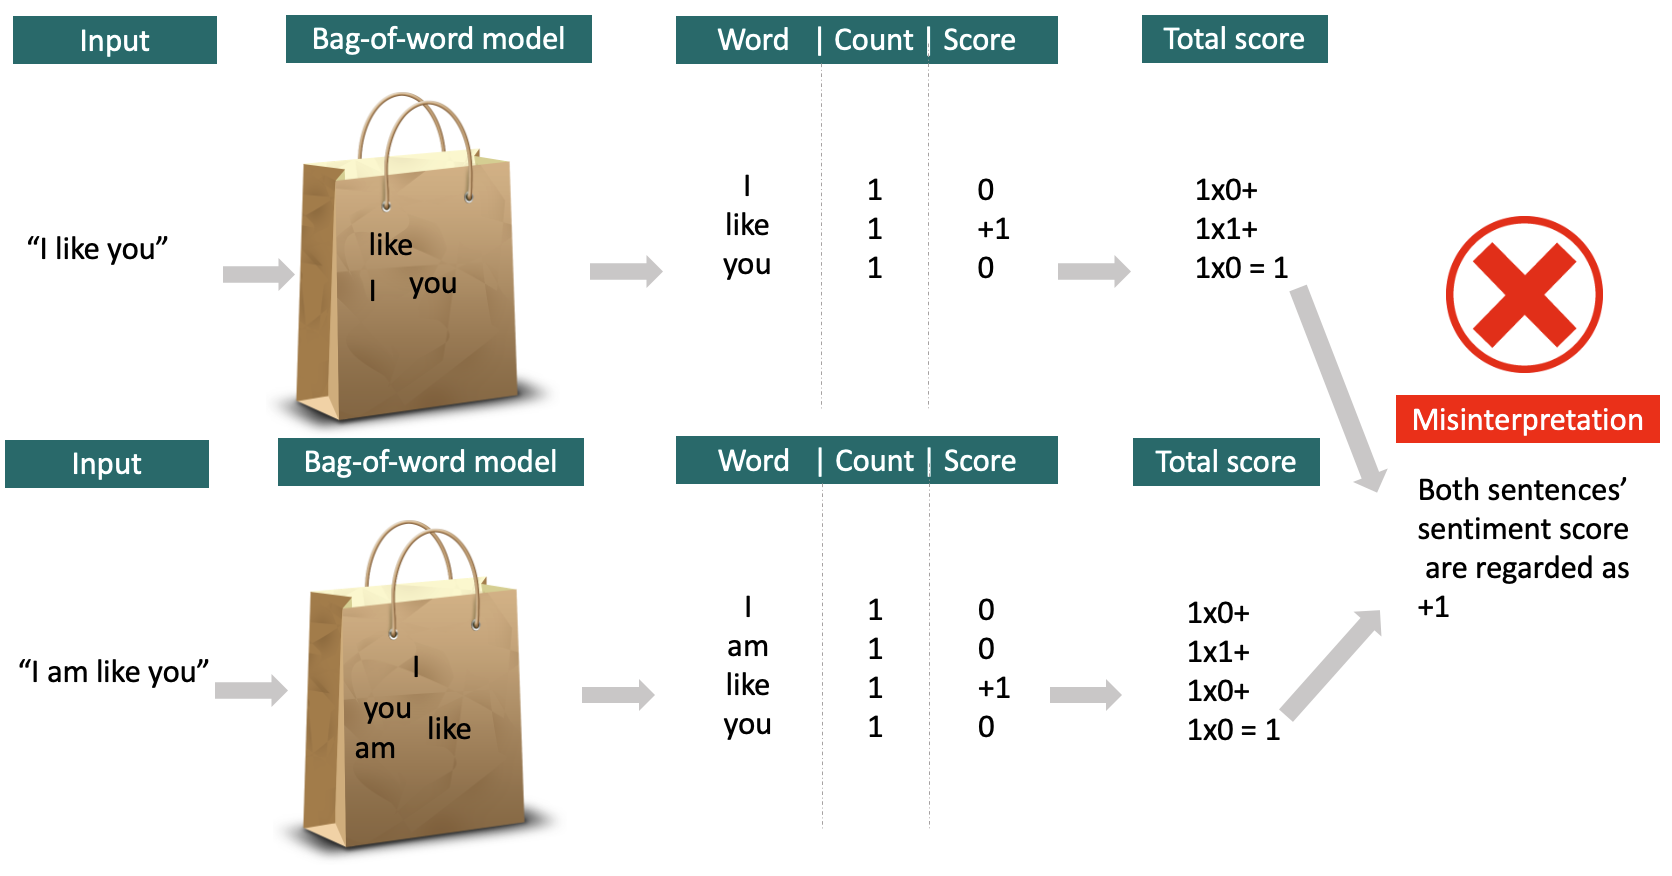 Input
Bag-of-word model
Word | Count | Score
Total score
“I like you”
like
I you
I 1 0
like 1 +1
you 1 0
1x0+
1x1+
1x0 = 1
Misinterpretation
Both sentences’
sentiment score
are regarded as
+1
Input
Bag-of-word model
Word | Count | Score
Total score
“I am like you”
I
you
like
am
I 1 0
am 1 0
like 1 +1
you 1 0
1x0+
1x1+
1x0+
1x0 = 1